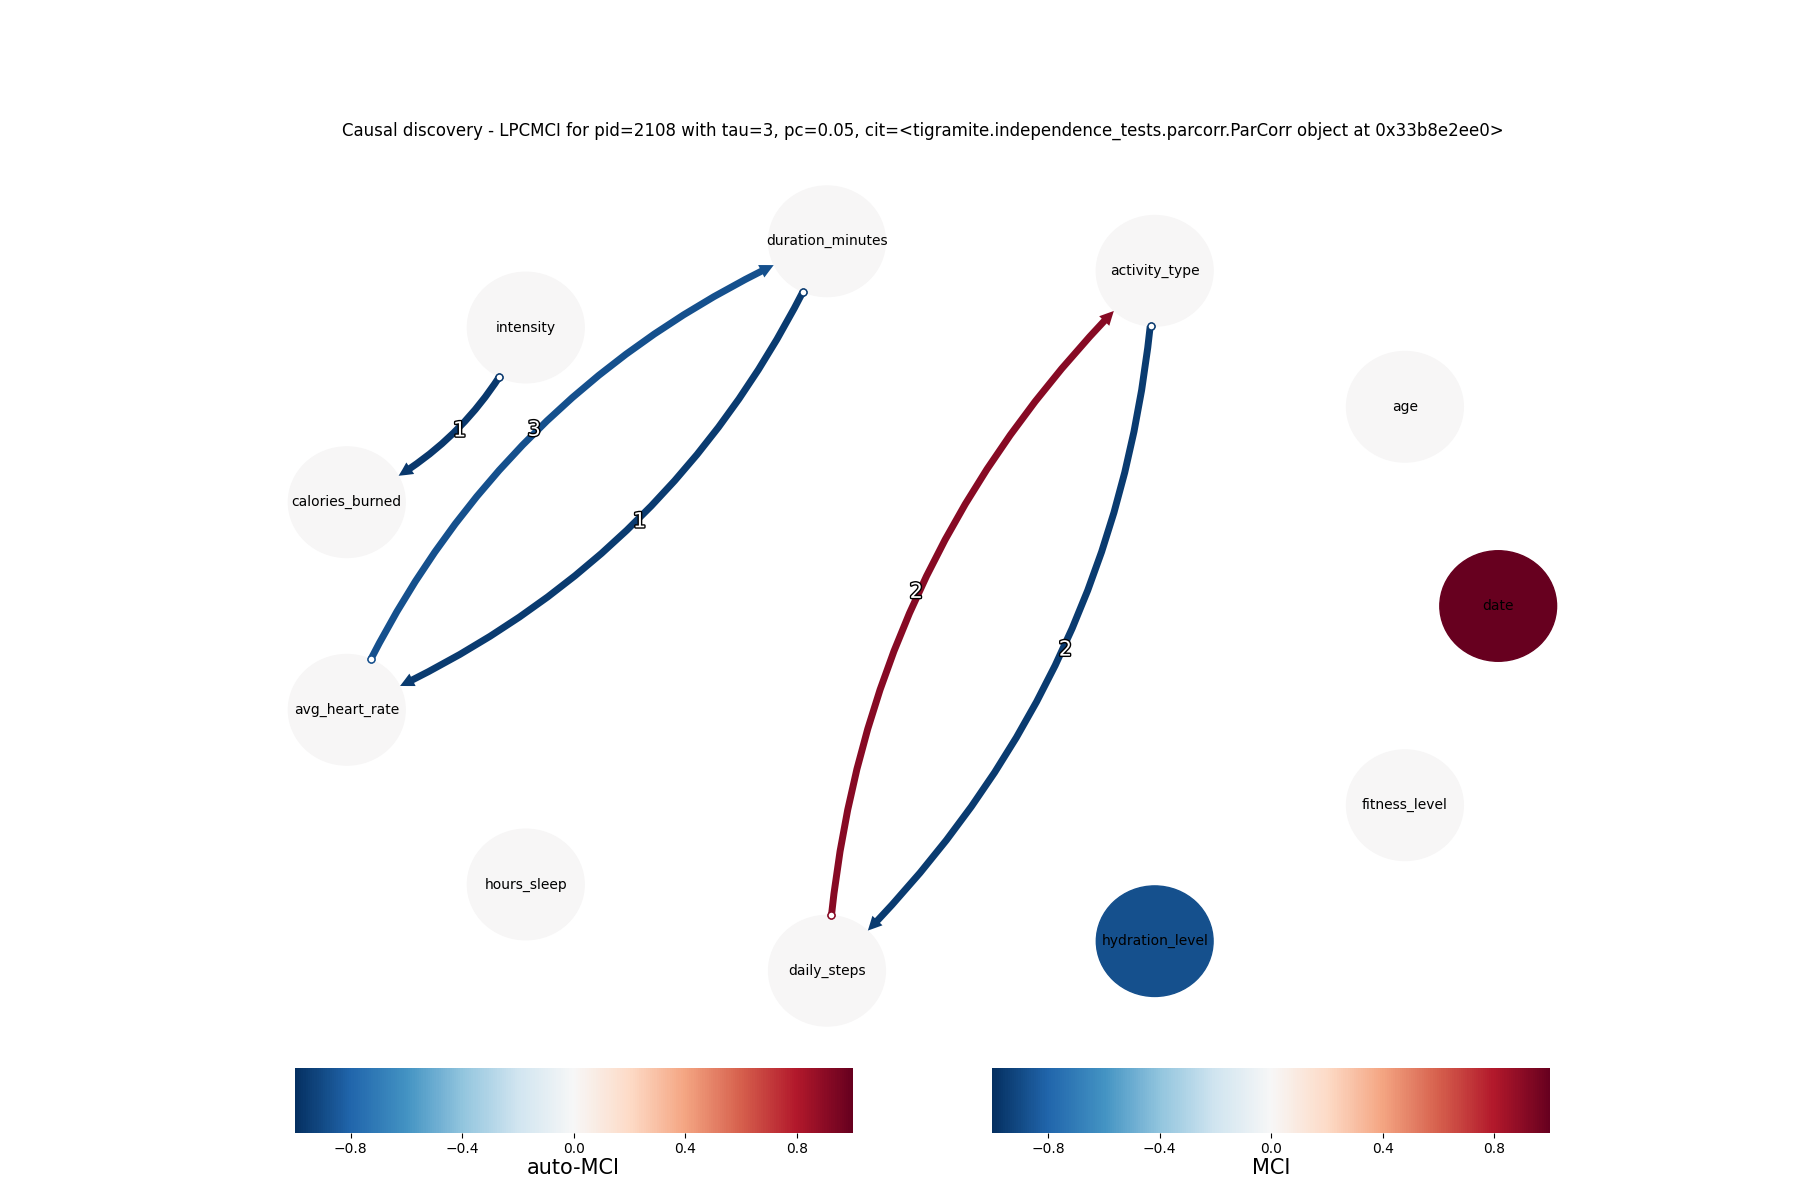 Causal discovery - LPCMCI for pid=2108 with tau=3, pc=0.05, cit=<tigramite.independence_tests.parcorr.ParCorr object at 0x33b8e2ee0>
duration_minutes
activity_type
intensity
age
1
3
calories_burned
1
2
date
2
avg_heart_rate
fitness_level
hours_sleep
hydration_level
daily_steps
−0.8 −0.4 0.0 0.4 0.8
auto-MCI
−0.8 −0.4 0.0 0.4 0.8
MCI